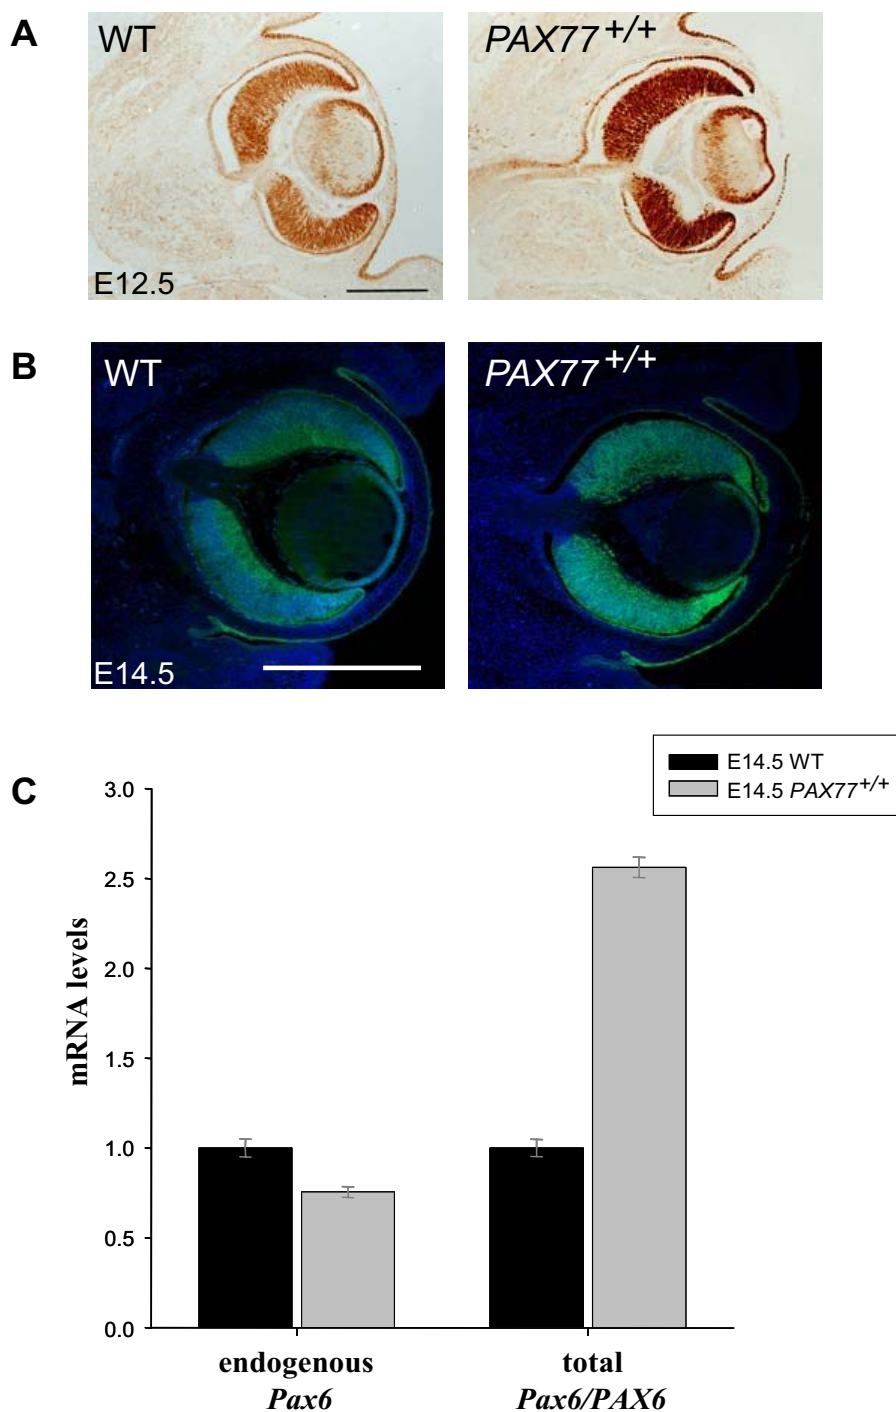 A
WT
PAX77+/+
E12.5
B
WT
PAX77+/+
E14.5
E14.5 WT
E14.5 PAX77+/+
C
3.0
2.5
2.0
1.5
1.0
0.5
0.0
mRNA levels
endogenous
Pax6
total
Pax6/PAX6